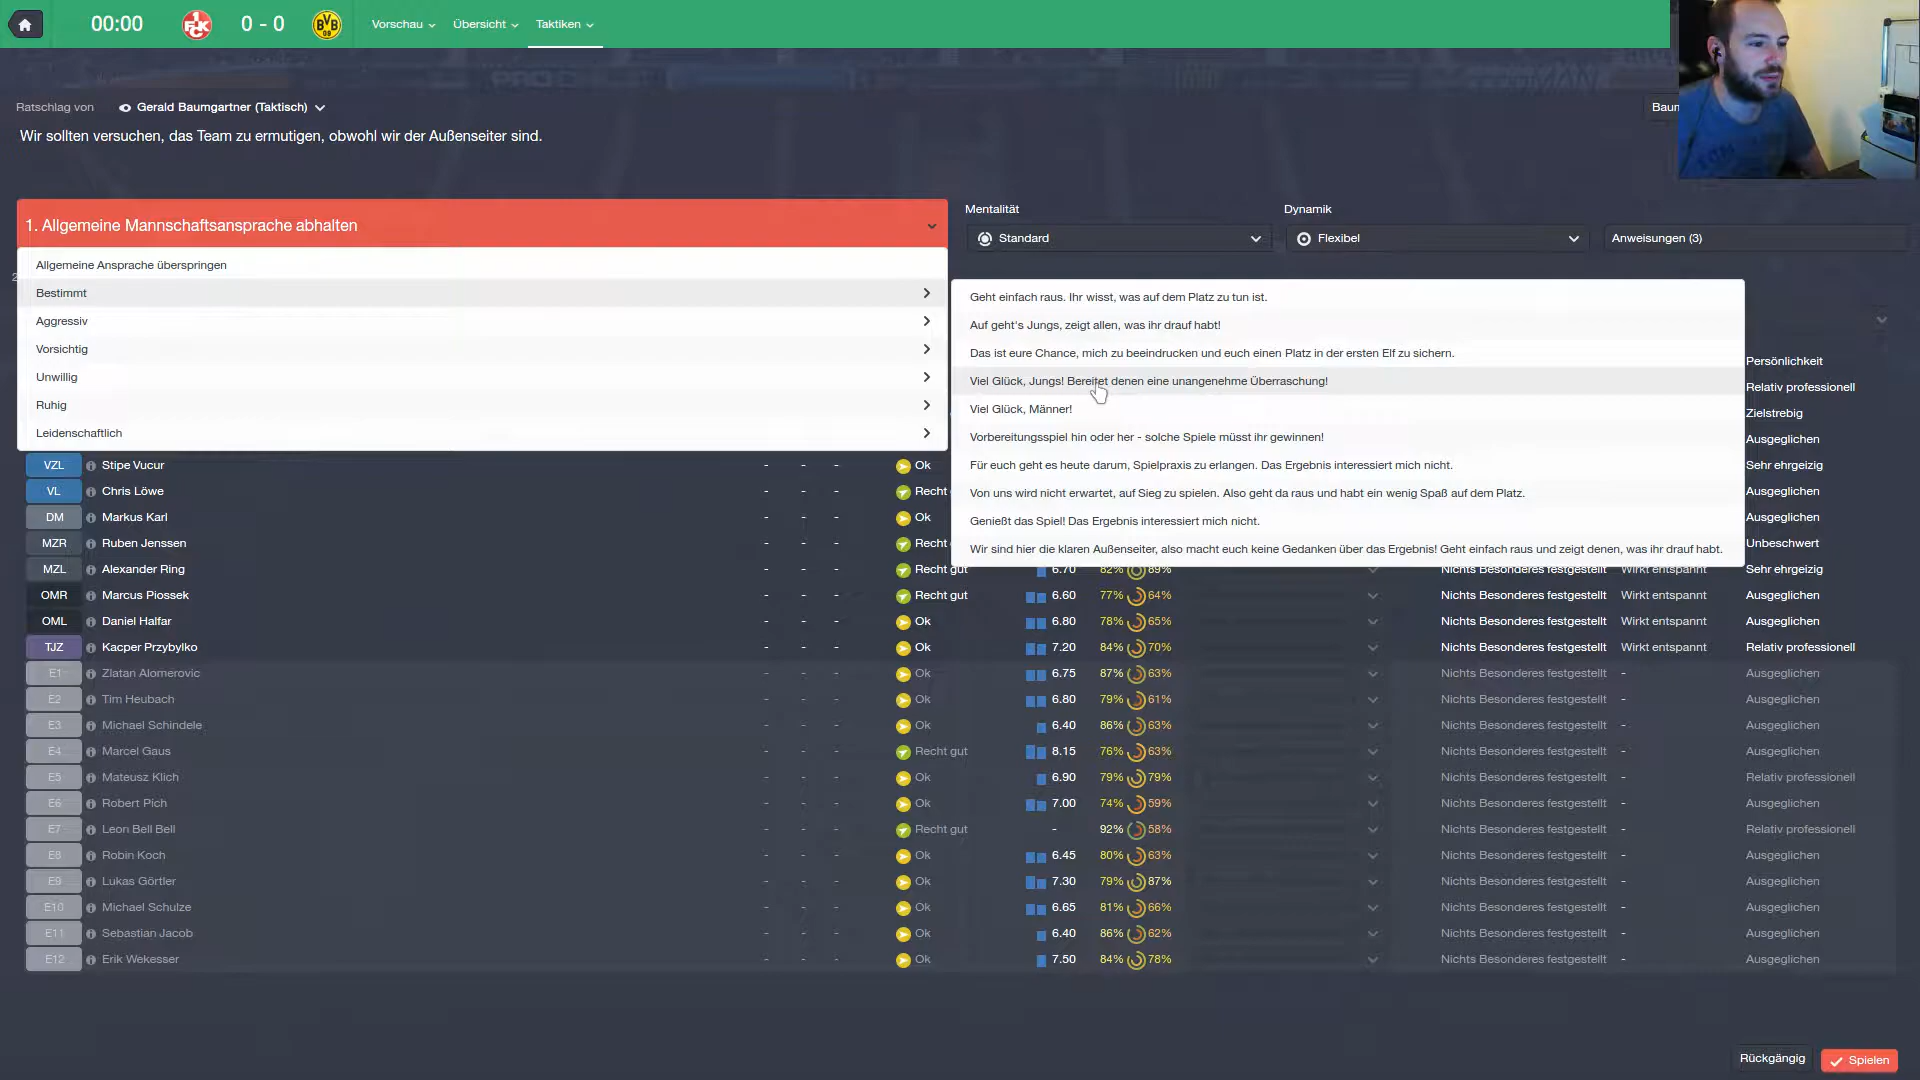 00:00
0 - 0
Vorschau
Übersicht
Taktiken
Ratschlag von
Gerald Baumgartner (Taktisch)
Wir sollten versuchen, das Team zu ermutigen, obwohl wir der Außenseiter sind.
1. Allgemeine Mannschaftsansprache abhalten
Allgemeine Ansprache überspringen
Bestimmt
Aggressiv
Vorsichtig
Unwillig
Ruhig
Leidenschaftlich
Mentalität
Standard
Dynamik
Flexibel
Anweisungen (3)
Geht einfach raus. Ihr wisst, was auf dem Platz zu tun ist.
Auf geht's Jungs, zeigt allen, was ihr drauf habt!
Das ist eure Chance, mich zu beeindrucken und euch einen Platz in der ersten Elf zu sichern.
Viel Glück, Jungs! Bereitet denen eine unangenehme Überraschung!
Viel Glück, Männer!
Vorbereitungsspiel hin oder her - solche Spiele müsst ihr gewinnen!
Für euch geht es heute darum, Spielpraxis zu erlangen. Das Ergebnis interessiert mich nicht.
Von uns wird nicht erwartet, auf Sieg zu spielen. Also geht da raus und habt ein wenig Spaß auf dem Platz.
Genießt das Spiel! Das Ergebnis interessiert mich nicht.
Wir sind hier die klaren Außenseiter, also macht euch keine Gedanken über das Ergebnis! Geht einfach raus und zeigt denen, was ihr drauf habt.
Persönlichkeit
Relativ professionell
Zielstrebig
Ausgeglichen
VZL Stipe Vucur - - - Ok Sehr ehrgeizig
VL Chris Löwe - - - Recht Ausgeglichen
DM Markus Karl - - - Ok Ausgeglichen
MZR Ruben Jenssen - - - Recht Unbeschwert
MZL Alexander Ring - - - Recht gut 6.70 82% 89% Nichts Besonderes festgestellt Wirkt entspannt Sehr ehrgeizig
OMR Marcus Piossek - - - Recht gut 6.60 77% 64% Nichts Besonderes festgestellt Wirkt entspannt Ausgeglichen
OML Daniel Halfar - - - Ok 6.80 78% 65% Nichts Besonderes festgestellt Wirkt entspannt Ausgeglichen
TJZ Kacper Przybylko - - - Ok 7.20 84% 70% Nichts Besonderes festgestellt Wirkt entspannt Relativ professionell
E1 Zlatan Alomerovic - - - Ok 6.75 87% 63% Nichts Besonderes festgestellt - Ausgeglichen
E2 Tim Heubach - - - Ok 6.80 79% 61% Nichts Besonderes festgestellt - Ausgeglichen
E3 Michael Schindele - - - Ok 6.40 86% 63% Nichts Besonderes festgestellt - Ausgeglichen
E4 Marcel Gaus - - - Recht gut 8.15 76% 63% Nichts Besonderes festgestellt - Ausgeglichen
E5 Mateusz Klich - - - Ok 6.90 79% 79% Nichts Besonderes festgestellt - Relativ professionell
E6 Robert Pich - - - Ok 7.00 74% 59% Nichts Besonderes festgestellt - Ausgeglichen
E7 Leon Bell Bell - - - Recht gut - 92% 58% Nichts Besonderes festgestellt - Relativ professionell
E8 Robin Koch - - - Ok 6.45 80% 63% Nichts Besonderes festgestellt - Ausgeglichen
E9 Lukas Görtler - - - Ok 7.30 79% 87% Nichts Besonderes festgestellt - Ausgeglichen
E10 Michael Schulze - - - Ok 6.65 81% 66% Nichts Besonderes festgestellt - Ausgeglichen
E11 Sebastian Jacob - - - Ok 6.40 86% 62% Nichts Besonderes festgestellt - Ausgeglichen
E12 Erik Wekesser - - - Ok 7.50 84% 78% Nichts Besonderes festgestellt - Ausgeglichen
Rückgängig
Spielen